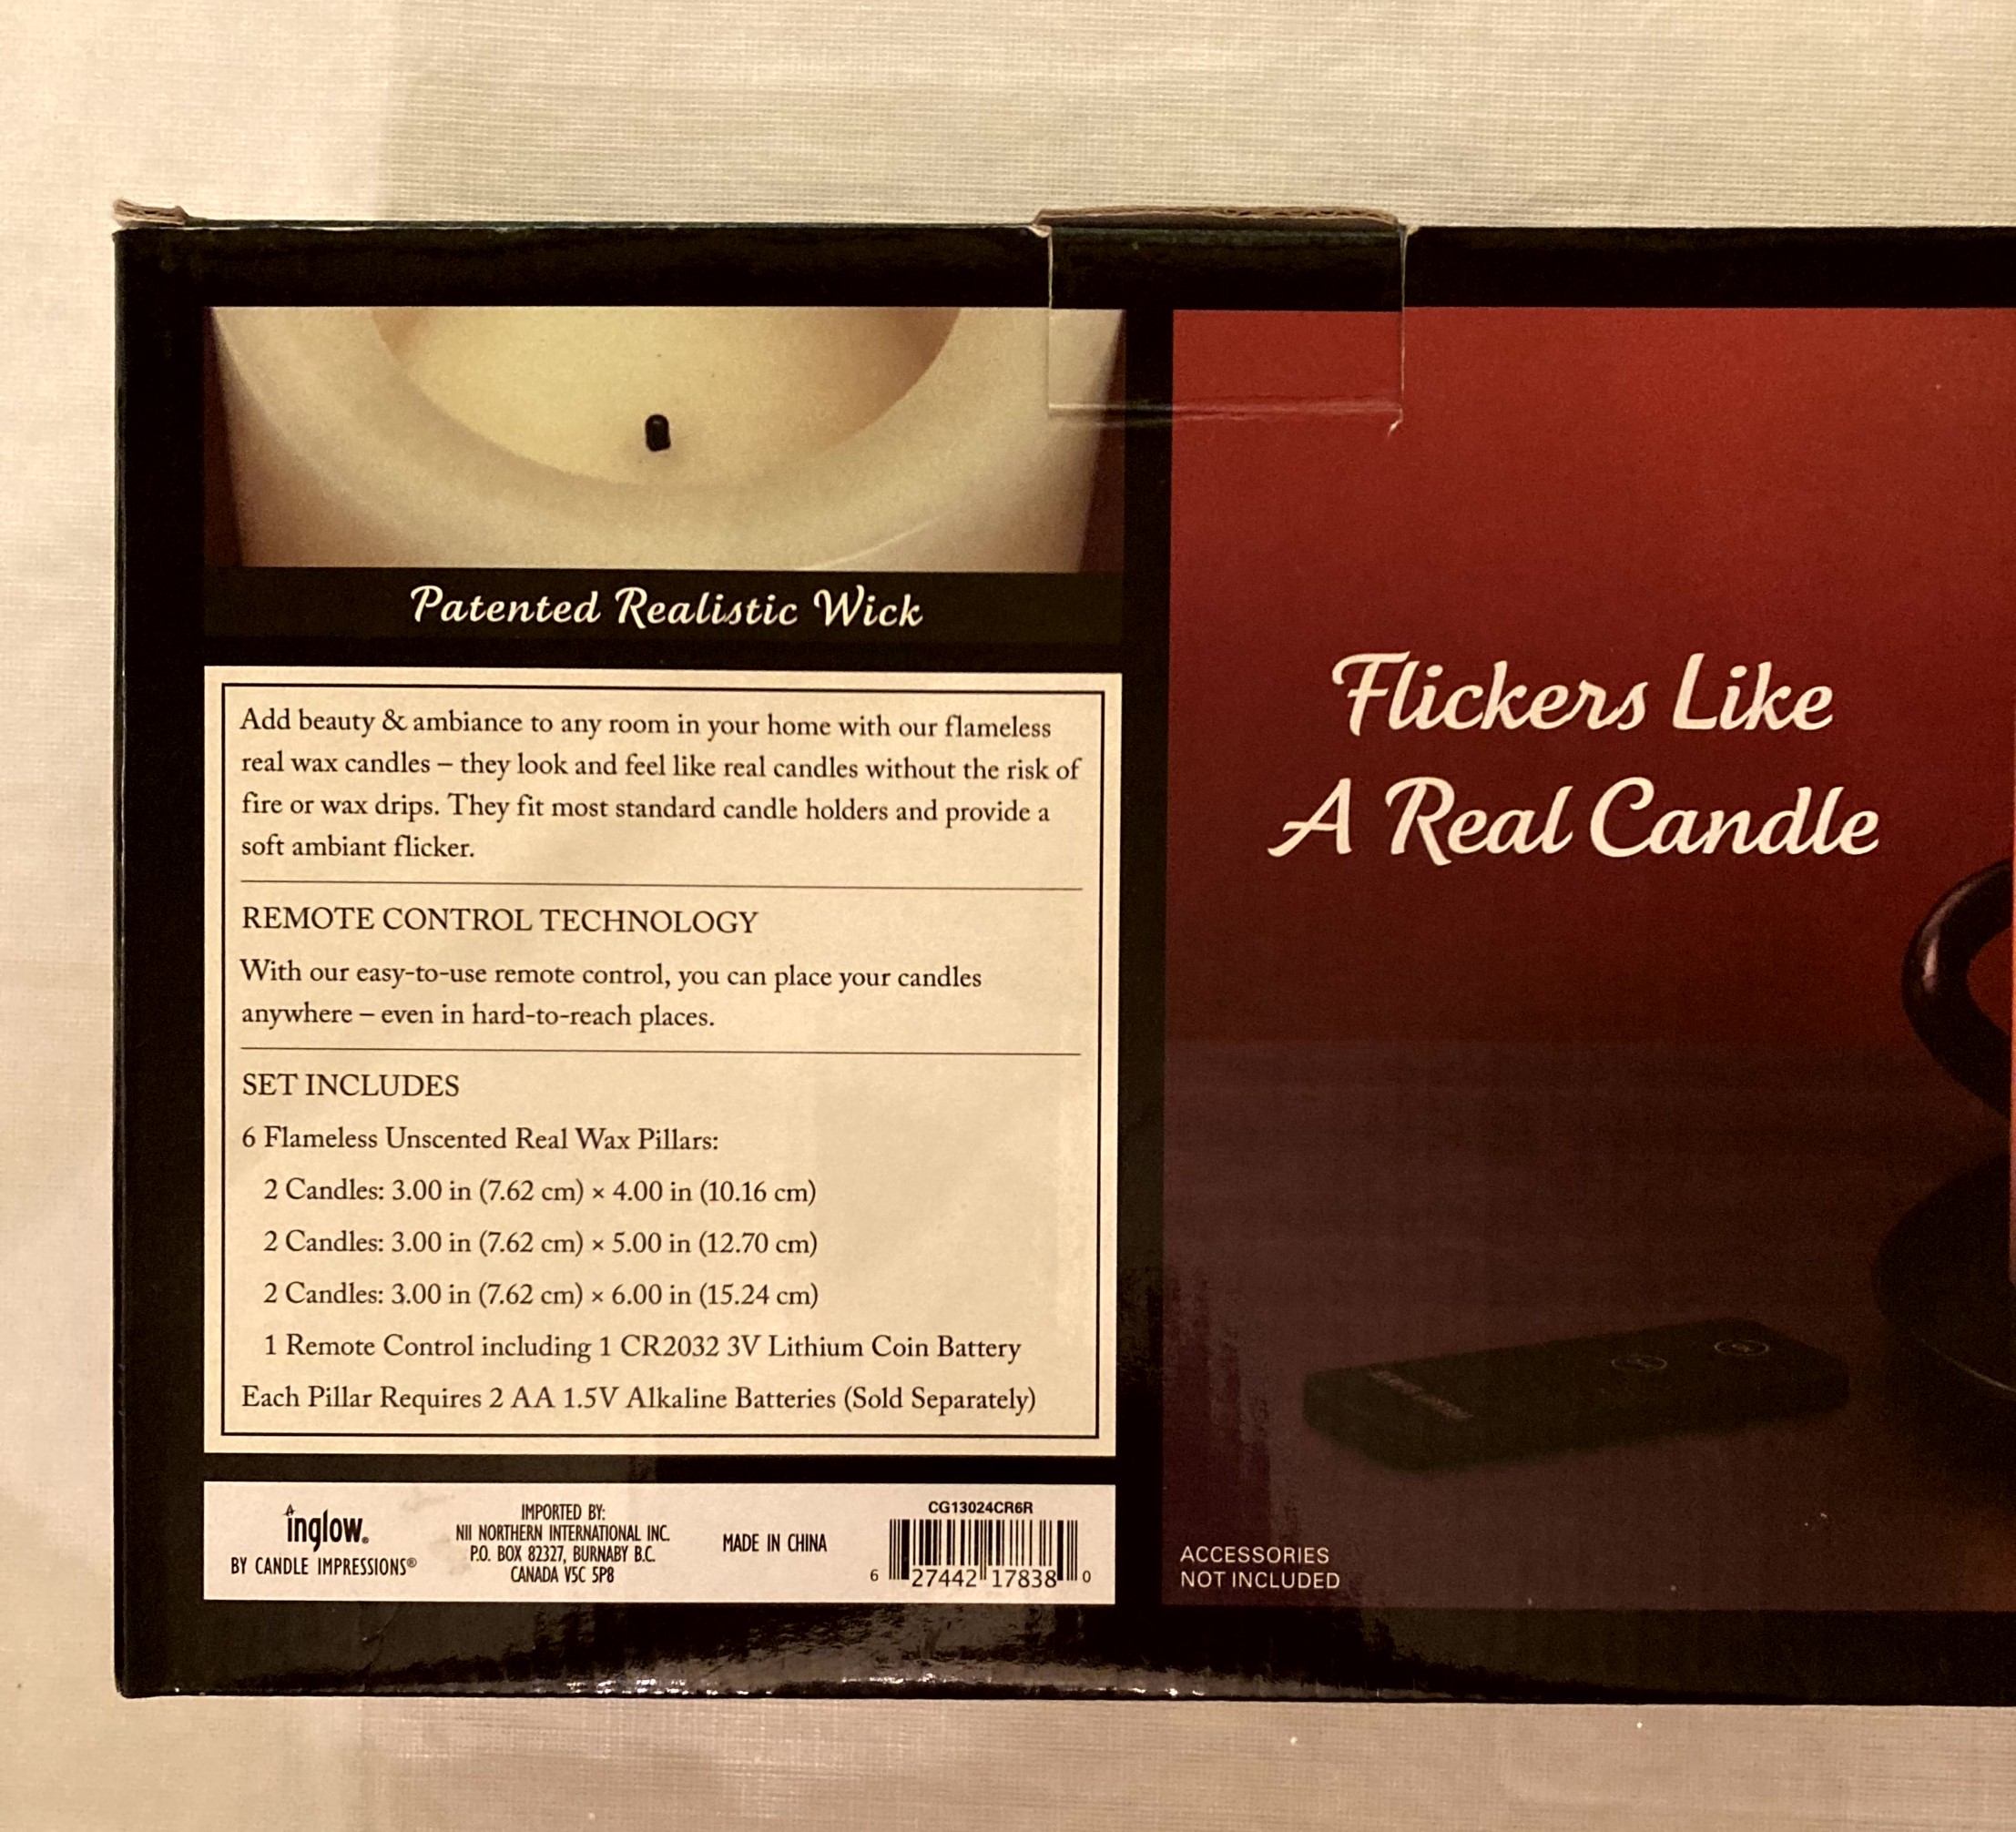 Patented Realistic Wick
Add beauty & ambiance to any room in your home with our flameless
real wax candles – they look and feel like real candles without the risk of
fire or wax drips. They fit most standard candle holders and provide a
soft ambiant flicker.
REMOTE CONTROL TECHNOLOGY
With our easy-to-use remote control, you can place your candles
anywhere – even in hard-to-reach places.
SET INCLUDES
6 Flameless Unscented Real Wax Pillars:
2 Candles: 3.00 in (7.62 cm) × 4.00 in (10.16 cm)
2 Candles: 3.00 in (7.62 cm) × 5.00 in (12.70 cm)
2 Candles: 3.00 in (7.62 cm) × 6.00 in (15.24 cm)
1 Remote Control including 1 CR2032 3V Lithium Coin Battery
Each Pillar Requires 2 AA 1.5V Alkaline Batteries (Sold Separately)
inglow®
BY CANDLE IMPRESSIONS®
IMPORTED BY:
NII NORTHERN INTERNATIONAL INC.
P.O. BOX 82327, BURNABY B.C.
CANADA V5C 5P8
MADE IN CHINA
CG13024CR6R
6 27442 17838 0
Flickers Like
A Real Candle
ACCESSORIES
NOT INCLUDED